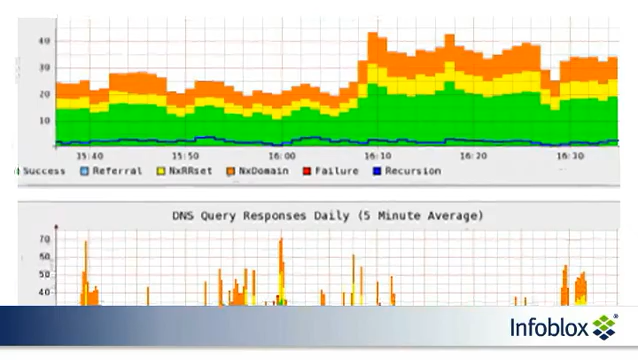 40
30
20
10
15:40 15:50 16:00 16:10 16:20 16:30
Success Referral NxRRset NxDomain Failure Recursion
DNS Query Responses Daily (5 Minute Average)
70
60
50
40
Infoblox